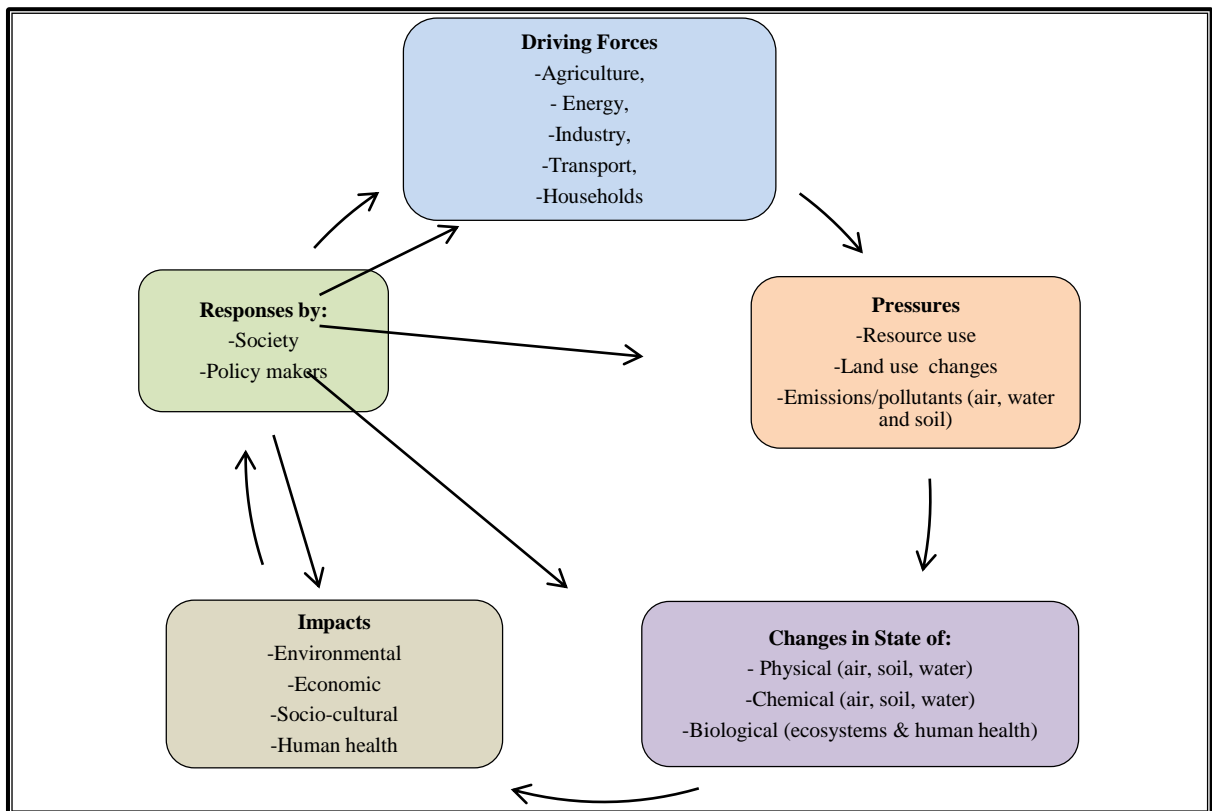 Driving Forces
-Agriculture,
- Energy,
-Industry,
-Transport,
-Households
Responses by:
-Society
-Policy makers
Pressures
-Resource use
-Land use  changes
-Emissions/pollutants (air, water
and soil)
Impacts
-Environmental
-Economic
-Socio-cultural
-Human health
Changes in State of:
- Physical (air, soil, water)
-Chemical (air, soil, water)
-Biological (ecosystems & human health)